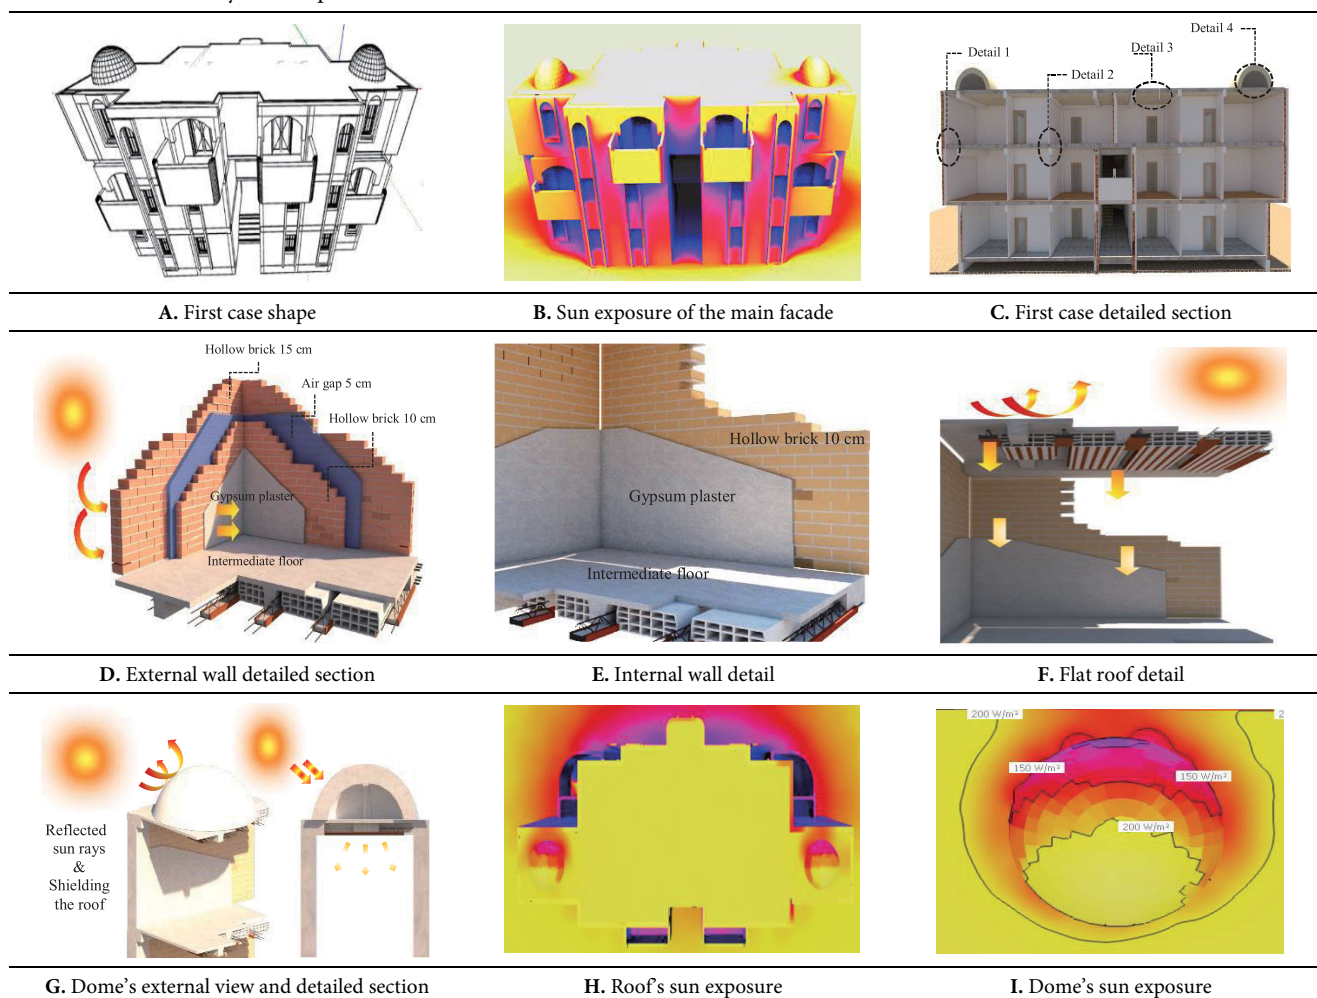 Detail 1
Detail 2
Detail 3
Detail 4
A. First case shape
B. Sun exposure of the main facade
C. First case detailed section
Hollow brick 15 cm
Air gap 5 cm
Hollow brick 10 cm
Gypsum plaster
Intermediate floor
Hollow brick 10 cm
Gypsum plaster
Intermediate floor
D. External wall detailed section
E. Internal wall detail
F. Flat roof detail
Reflected
sun rays
&
Shielding
the roof
200 W/m²
2
150 W/m²
150 W/m²
200 W/m²
G. Dome’s external view and detailed section
H. Roof’s sun exposure
I. Dome’s sun exposure